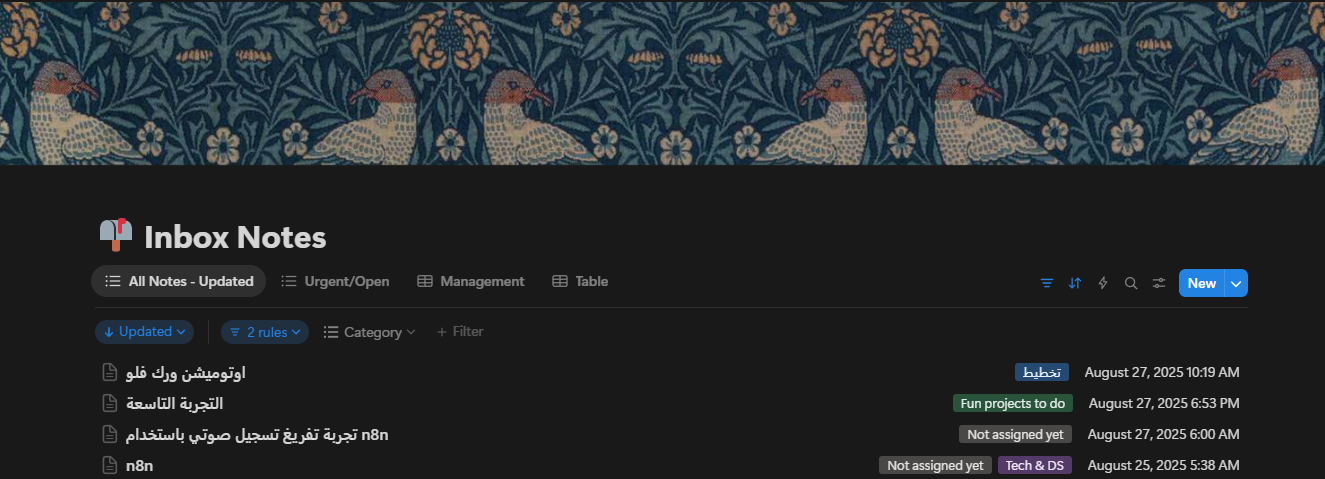 Inbox Notes
All Notes - Updated Urgent/Open Management Table New
Updated 2 rules Category + Filter
اوتوميشن ورك فلو تخطيط August 27, 2025 10:19 AM
التجربة التاسعة Fun projects to do August 27, 2025 6:53 PM
تجربة تفريغ تسجيل صوتي باستخدام n8n Not assigned yet August 27, 2025 6:00 AM
n8n Not assigned yet Tech & DS August 25, 2025 5:38 AM